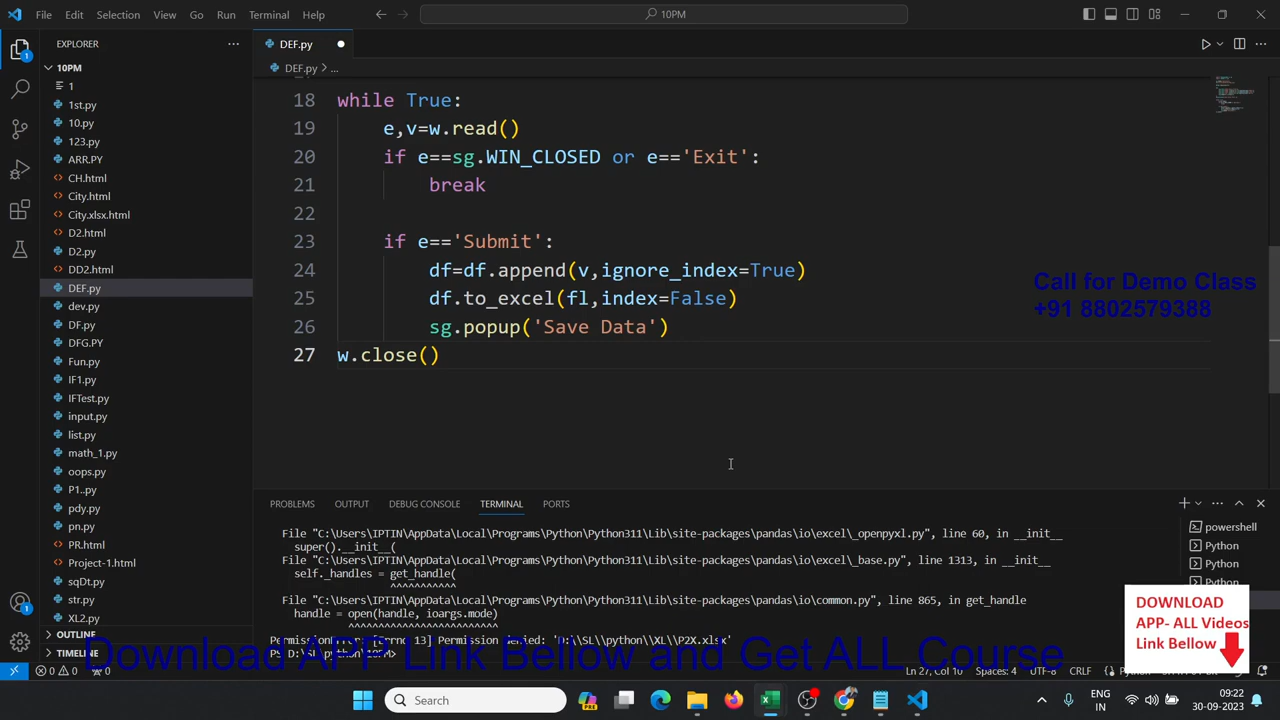 File Edit Selection View Go Run Terminal Help
10PM
EXPLORER
DEF.py
DEF.py > ...
10PM
1
1st.py
10.py
123.py
ARR.PY
CH.html
City.html
City.xlsx.html
D2.html
D2.py
DD2.html
DEF.py
dev.py
DF.py
DFG.PY
Fun.py
IF1.py
IFTest.py
input.py
list.py
math_1.py
oops.py
P1..py
pdy.py
pn.py
PR.html
Project-1.html
sqDt.py
str.py
XL2.py
OUTLINE
TIMELINE
18 while True:
19 e,v=w.read()
20 if e==sg.WIN_CLOSED or e=='Exit':
21 break
22
23 if e=='Submit':
24 df=df.append(v,ignore_index=True)
25 df.to_excel(fl,index=False)
26 sg.popup('Save Data')
27 w.close()
Call for Demo Class
+91 8802579388
PROBLEMS OUTPUT DEBUG CONSOLE TERMINAL PORTS
File "C:\Users\IPTIN\AppData\Local\Programs\Python\Python311\Lib\site-packages\pandas\io\excel\_openpyxl.py", line 60, in __init__
super().__init__(
File "C:\Users\IPTIN\AppData\Local\Programs\Python\Python311\Lib\site-packages\pandas\io\excel\_base.py", line 1313, in __init__
self._handles = get_handle(
^^^^^^^^^^^
File "C:\Users\IPTIN\AppData\Local\Programs\Python\Python311\Lib\site-packages\pandas\io\common.py", line 865, in get_handle
handle = open(handle, ioargs.mode)
^^^^^^^^^^^^^^^^^^^^^^^^^
Permission denied:
powershell
Python
Python
Python
DOWNLOAD
APP- ALL Videos
Link Bellow
Download APP Link Bellow and Get ALL Course
0 0 0
Ln 27, Col 10 Spaces: 4 UTF-8 CRLF
Search
ENG
IN
09:22
30-09-2023